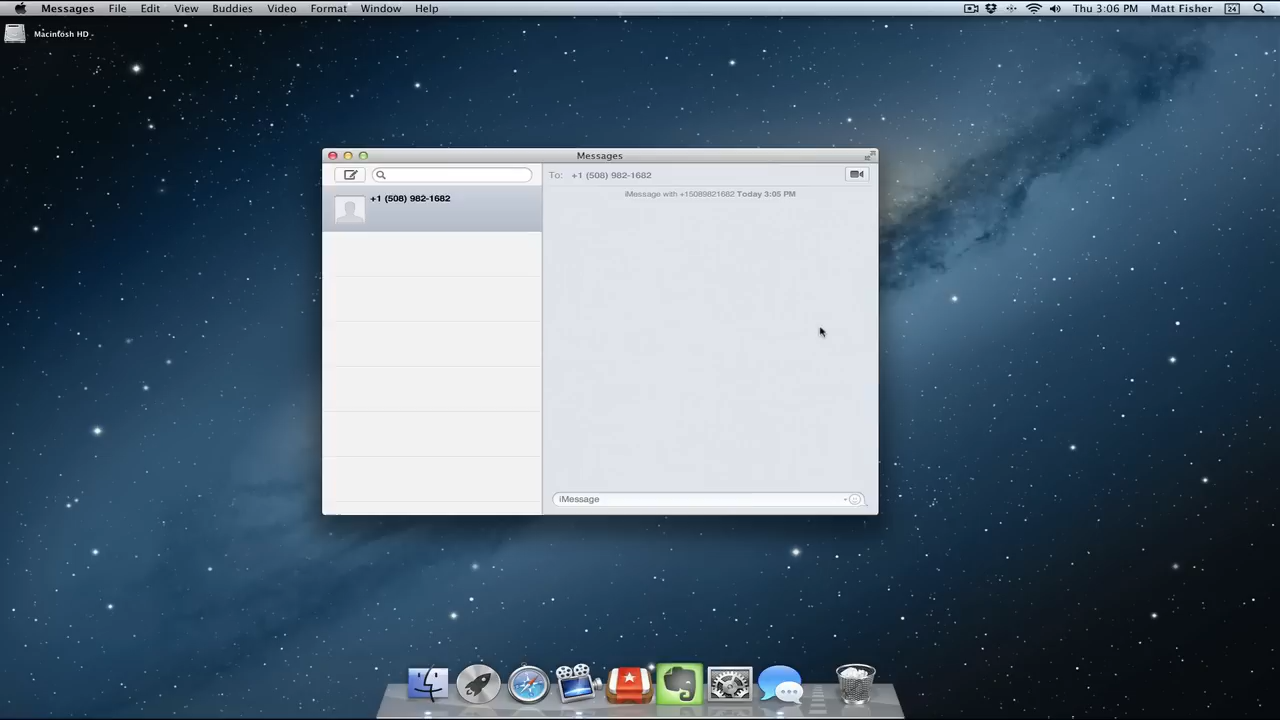 Messages File Edit View Buddies Video Format Window Help Thu 3:06 PM Matt Fisher 24
Macintosh HD
Messages
To: +1 (508) 982-1682
+1 (508) 982-1682
iMessage with +15089821682 Today 3:05 PM
iMessage